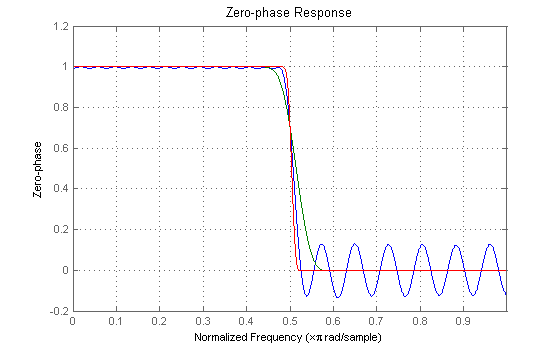 Zero-phase Response
1.2
1
0.8
0.6
0.4
0.2
0
-0.2
Zero-phase
0 0.1 0.2 0.3 0.4 0.5 0.6 0.7 0.8 0.9
Normalized Frequency (×π rad/sample)